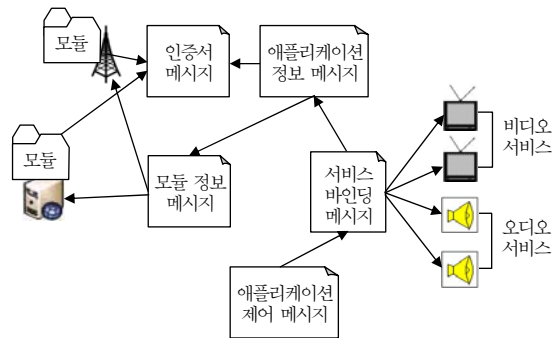 모듈
인증서
메시지
애플리케이션
정보 메시지
비디오
서비스
모듈
모듈 정보
메시지
서비스
바인딩
메시지
오디오
서비스
애플리케이션
제어 메시지